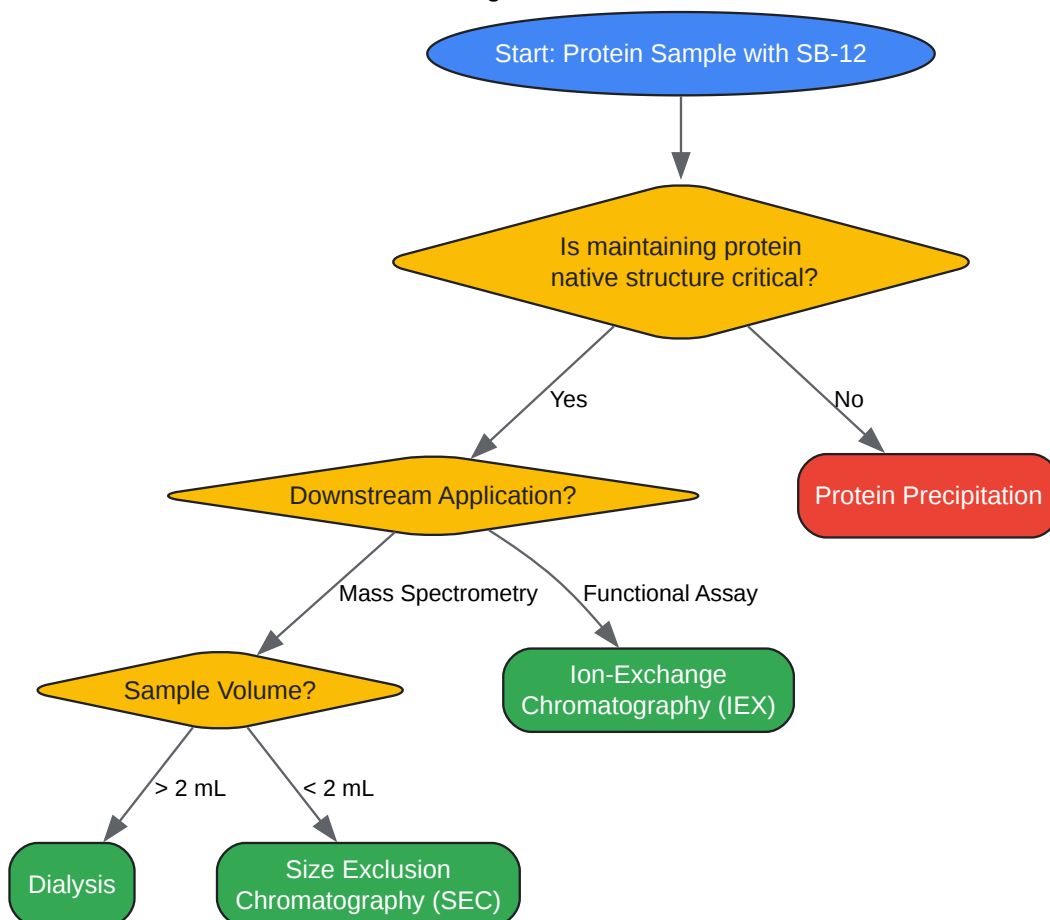 Start: Protein Sample with SB-12
Is maintaining protein
native structure critical?
Yes
No
Downstream Application?
Protein Precipitation
Mass Spectrometry
Functional Assay
Sample Volume?
Ion-Exchange
Chromatography (IEX)
> 2 mL
< 2 mL
Dialysis
Size Exclusion
Chromatography (SEC)